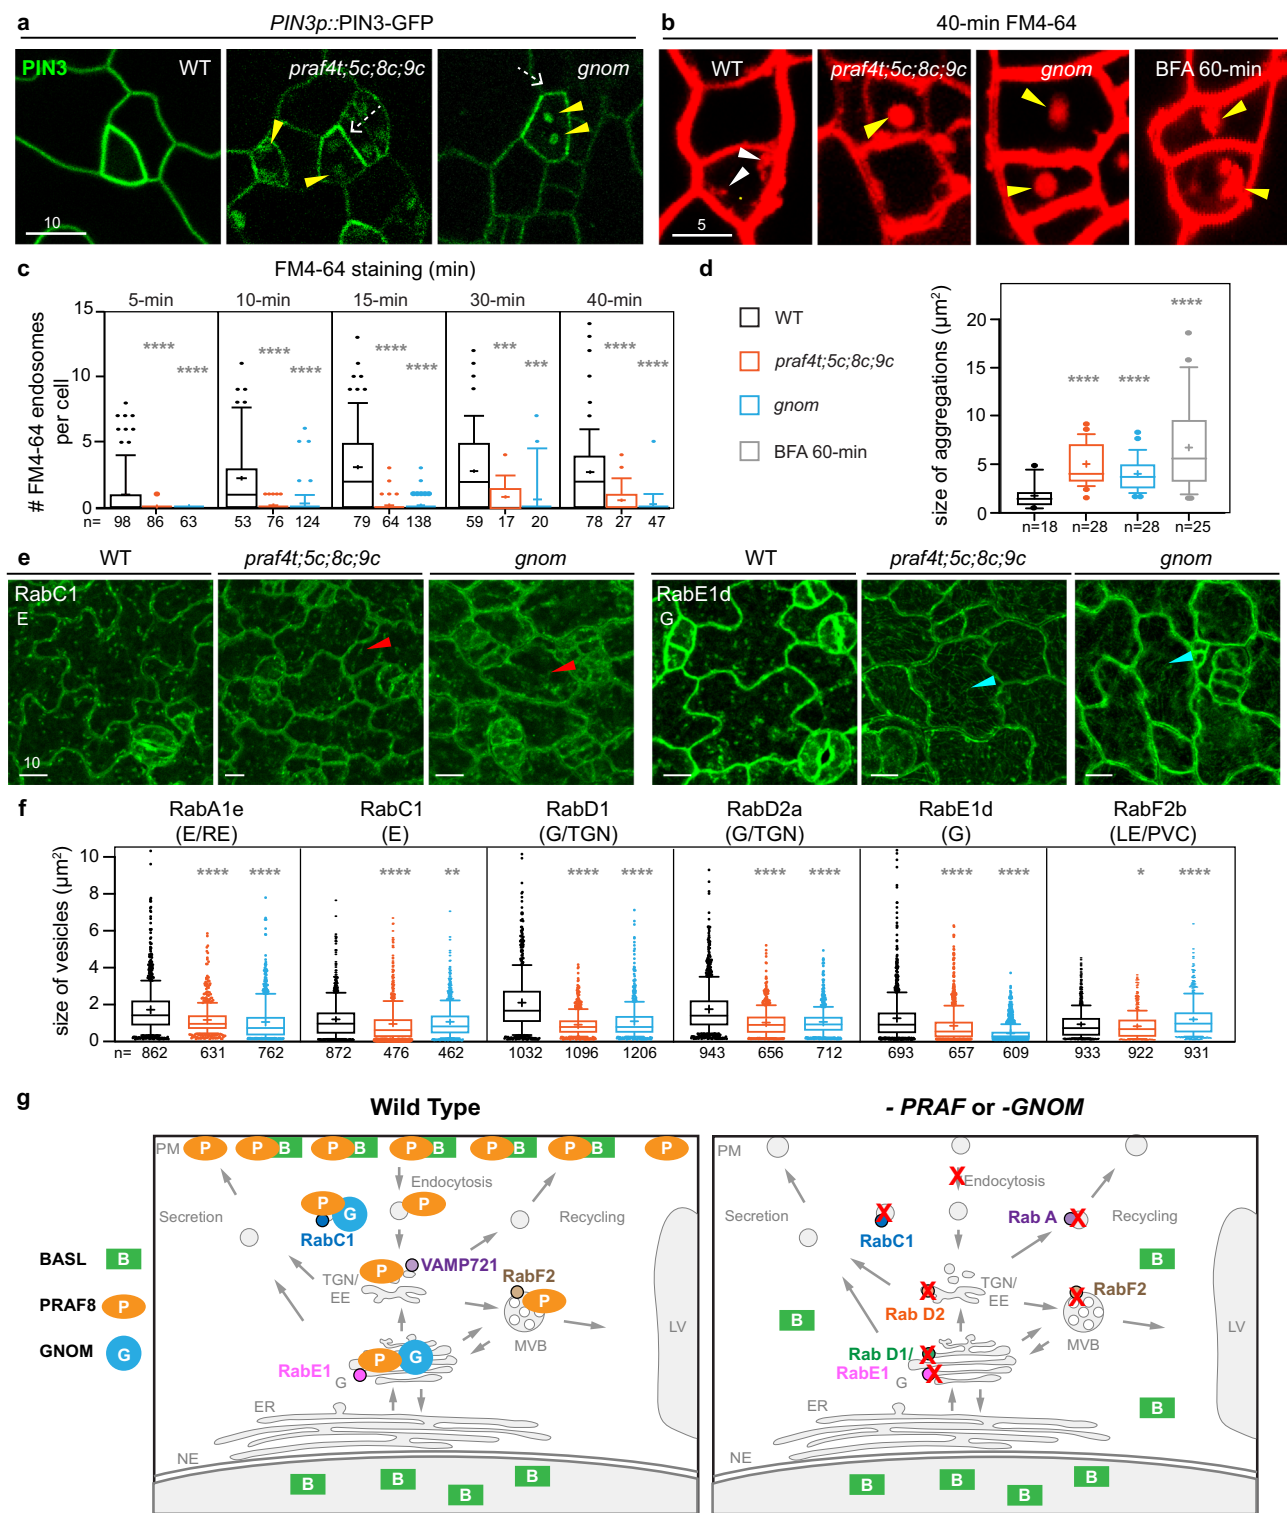 a
PIN3p::PIN3-GFP
PIN3
WT
praf4t;5c;8c;9c
gnom
10
b
40-min FM4-64
WT
praf4t;5c;8c;9c
gnom
BFA 60-min
5
c
FM4-64 staining (min)
5-min 10-min 15-min 30-min 40-min
# FM4-64 endosomes
per cell
15
10
5
0
**** **** **** *** ****
**** **** **** *** ****
n= 98 86 63 53 76 124 79 64 138 59 17 20 78 27 47
WT
praf4t;5c;8c;9c
gnom
BFA 60-min
d
size of aggregations (µm²)
20
15
10
5
0
**** **** ****
n=18 n=28 n=28 n=25
e
WT praf4t;5c;8c;9c gnom
RabC1
E
10
WT praf4t;5c;8c;9c gnom
RabE1d
G
f
RabA1e RabC1 RabD1 RabD2a RabE1d RabF2b
(E/RE) (E) (G/TGN) (G/TGN) (G) (LE/PVC)
size of vesicles (µm²)
10
8
6
4
2
0
**** **** **** ** **** **** **** **** **** **** * ****
n= 862 631 762 872 476 462 1032 1096 1206 943 656 712 693 657 609 933 922 931
g
Wild Type
PM
P P B P B P B P B P B P
Endocytosis
Secretion
P G
P
Recycling
RabC1
VAMP721
P
TGN/
EE
RabF2
P
MVB
LV
P G
RabE1
G
ER
NE
B B B B
BASL B
PRAF8 P
GNOM G
- PRAF or -GNOM
PM
X
Endocytosis
Secretion
X
RabC1
Rab A
X
Recycling
B
TGN/
EE
X
Rab D2
RabF2
X
MVB
LV
B
Rab D1/
X
RabE1
X
G
ER
B
NE
B B B B